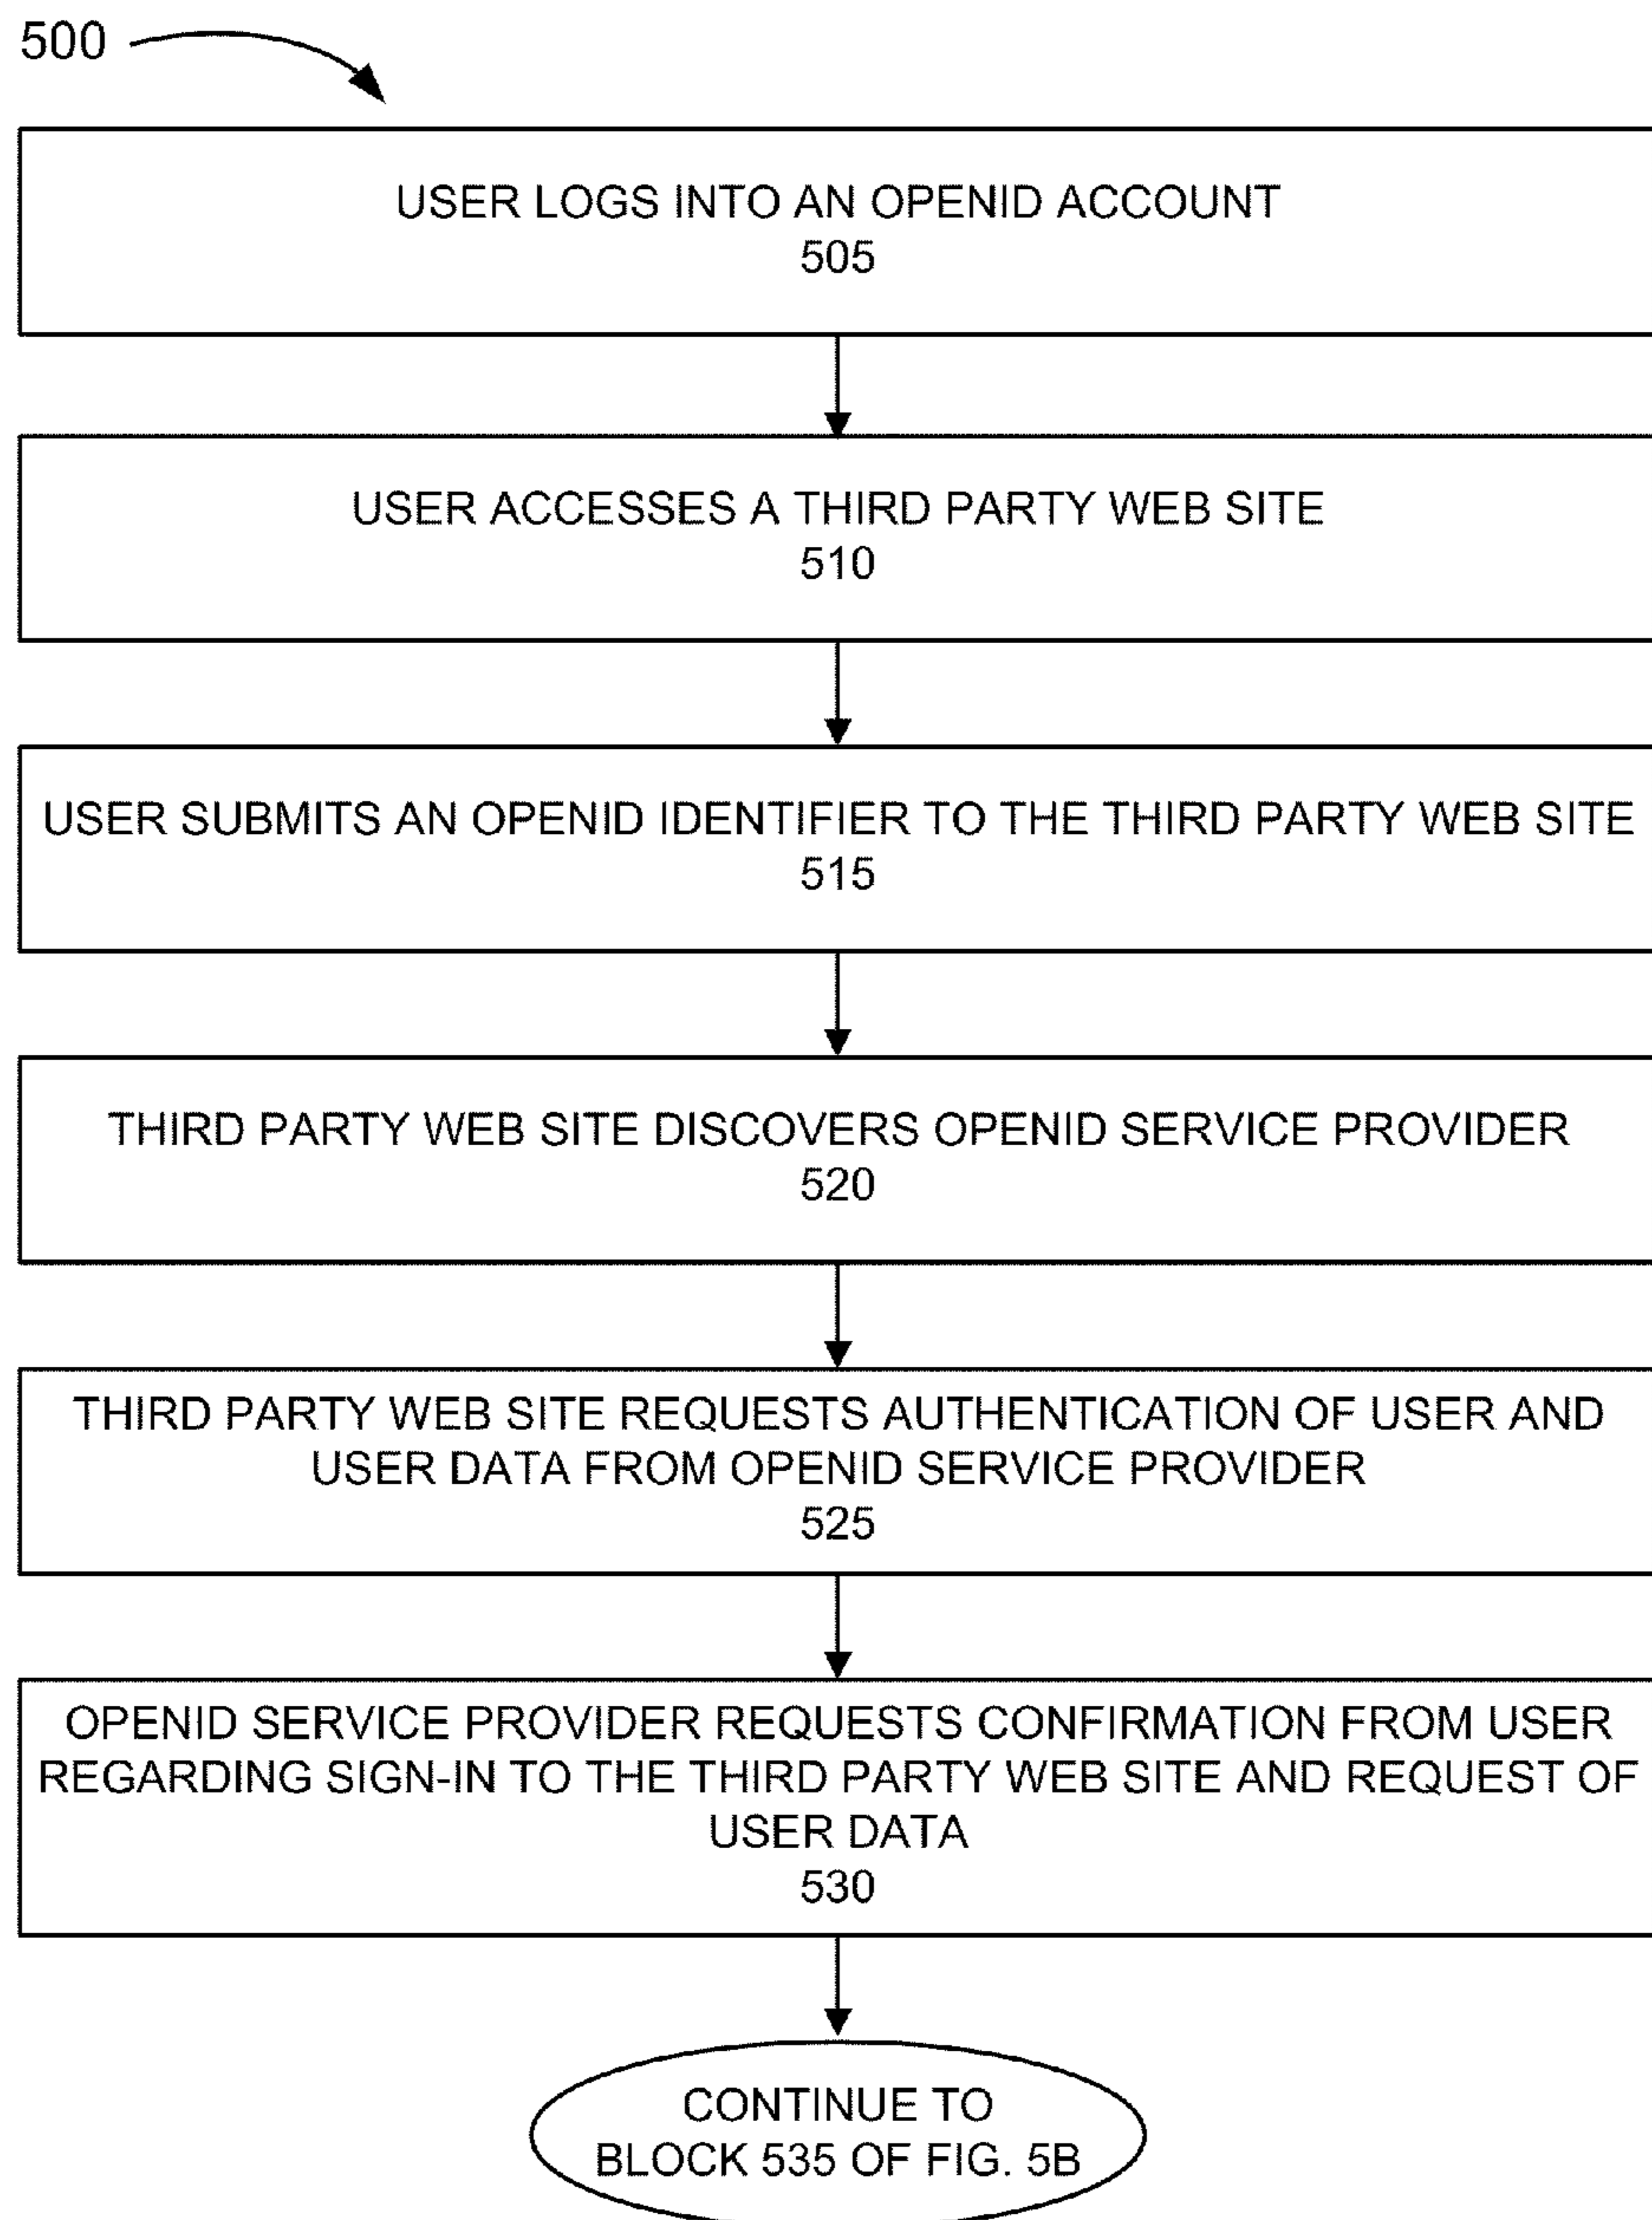 500
USER LOGS INTO AN OPENID ACCOUNT
505
USER ACCESSES A THIRD PARTY WEB SITE
510
USER SUBMITS AN OPENID IDENTIFIER TO THE THIRD PARTY WEB SITE
515
THIRD PARTY WEB SITE DISCOVERS OPENID SERVICE PROVIDER
520
THIRD PARTY WEB SITE REQUESTS AUTHENTICATION OF USER AND
USER DATA FROM OPENID SERVICE PROVIDER
525
OPENID SERVICE PROVIDER REQUESTS CONFIRMATION FROM USER
REGARDING SIGN-IN TO THE THIRD PARTY WEB SITE AND REQUEST OF
USER DATA
530
CONTINUE TO
BLOCK 535 OF FIG. 5B